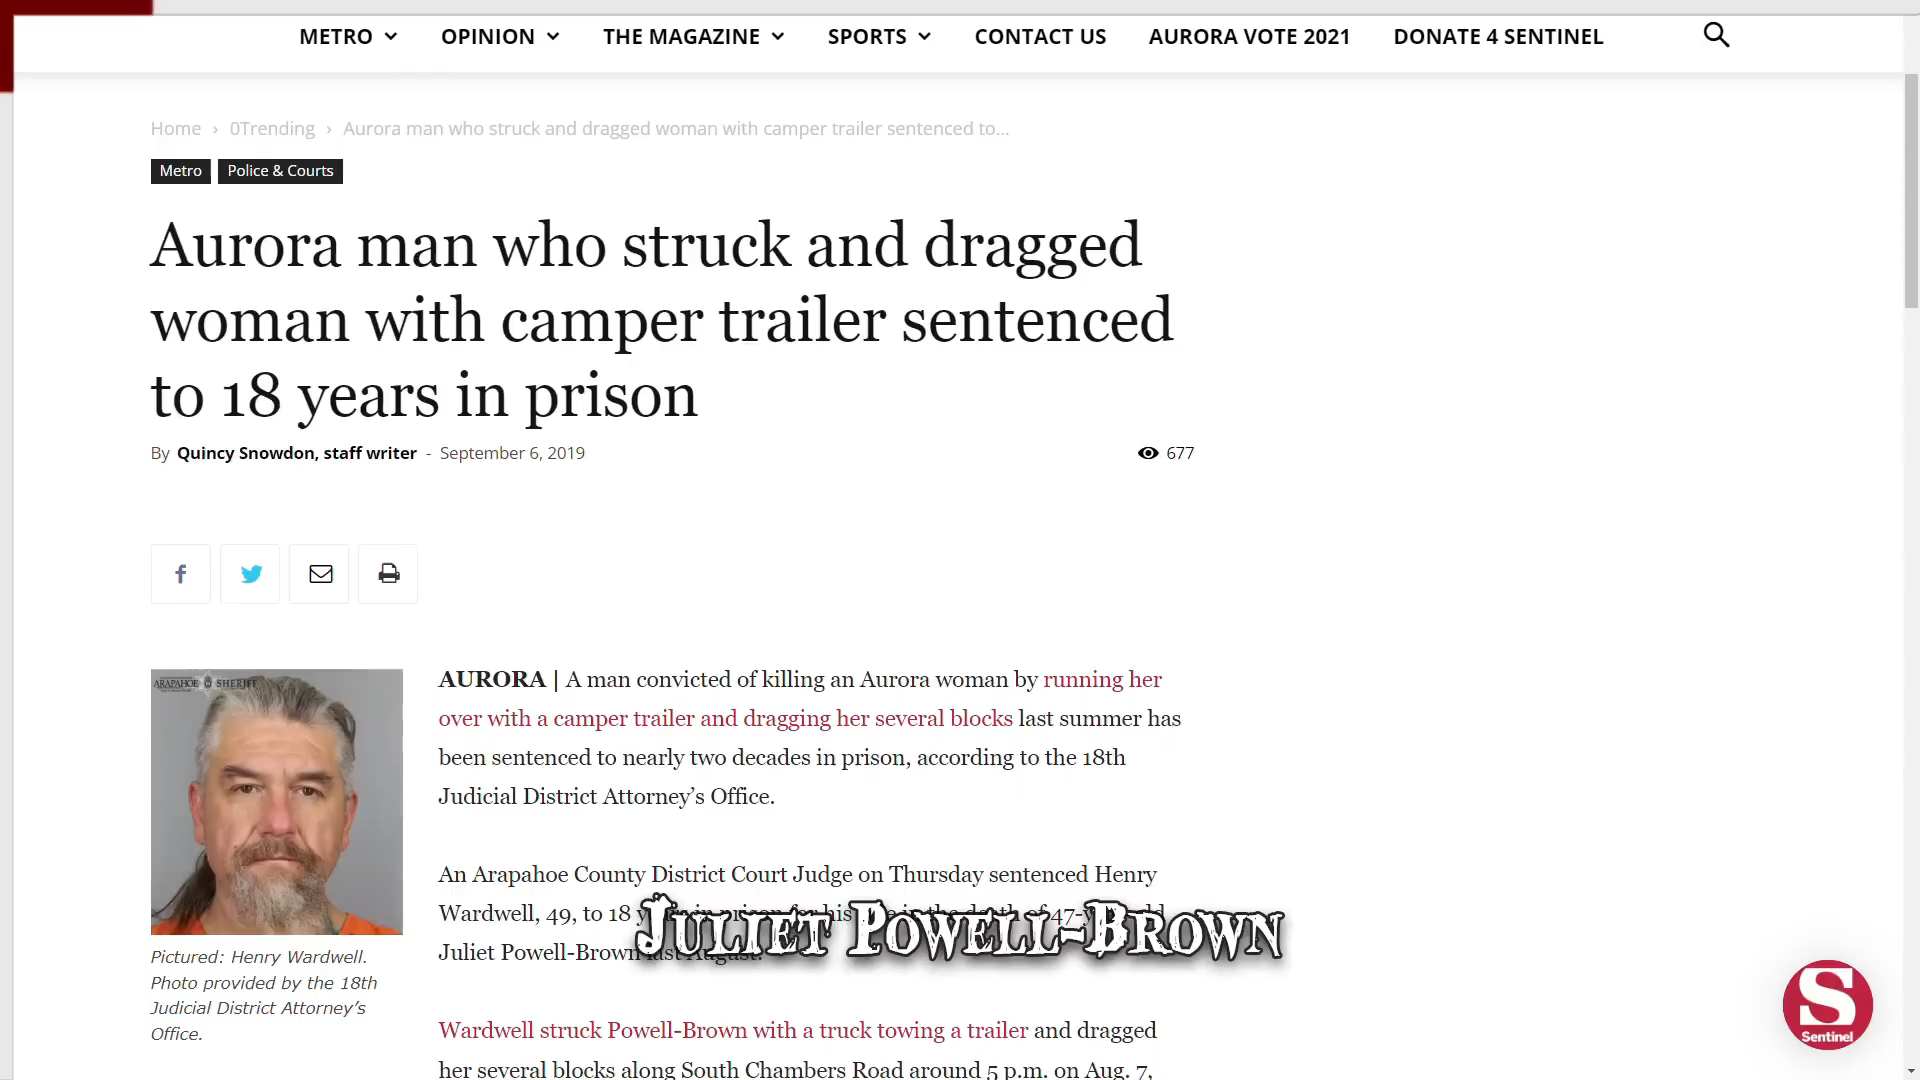 METRO OPINION THE MAGAZINE SPORTS CONTACT US AURORA VOTE 2021 DONATE 4 SENTINEL
Home › 0Trending › Aurora man who struck and dragged woman with camper trailer sentenced to...
Metro Police & Courts
Aurora man who struck and dragged
woman with camper trailer sentenced
to 18 years in prison
By Quincy Snowdon, staff writer - September 6, 2019 677
ARAPAHOE SHERIFF
Pictured: Henry Wardwell.
Photo provided by the 18th
Judicial District Attorney’s
Office.
AURORA | A man convicted of killing an Aurora woman by running her
over with a camper trailer and dragging her several blocks last summer has
been sentenced to nearly two decades in prison, according to the 18th
Judicial District Attorney’s Office.
An Arapahoe County District Court Judge on Thursday sentenced Henry
Wardwell, 49, to 18 years in prison for his in the death of 47-
Juliet Powell-Brown last August.
Juliet Powell-Brown
Wardwell struck Powell-Brown with a truck towing a trailer and dragged
her several blocks along South Chambers Road around 5 p.m. on Aug. 7,
S
Sentinel